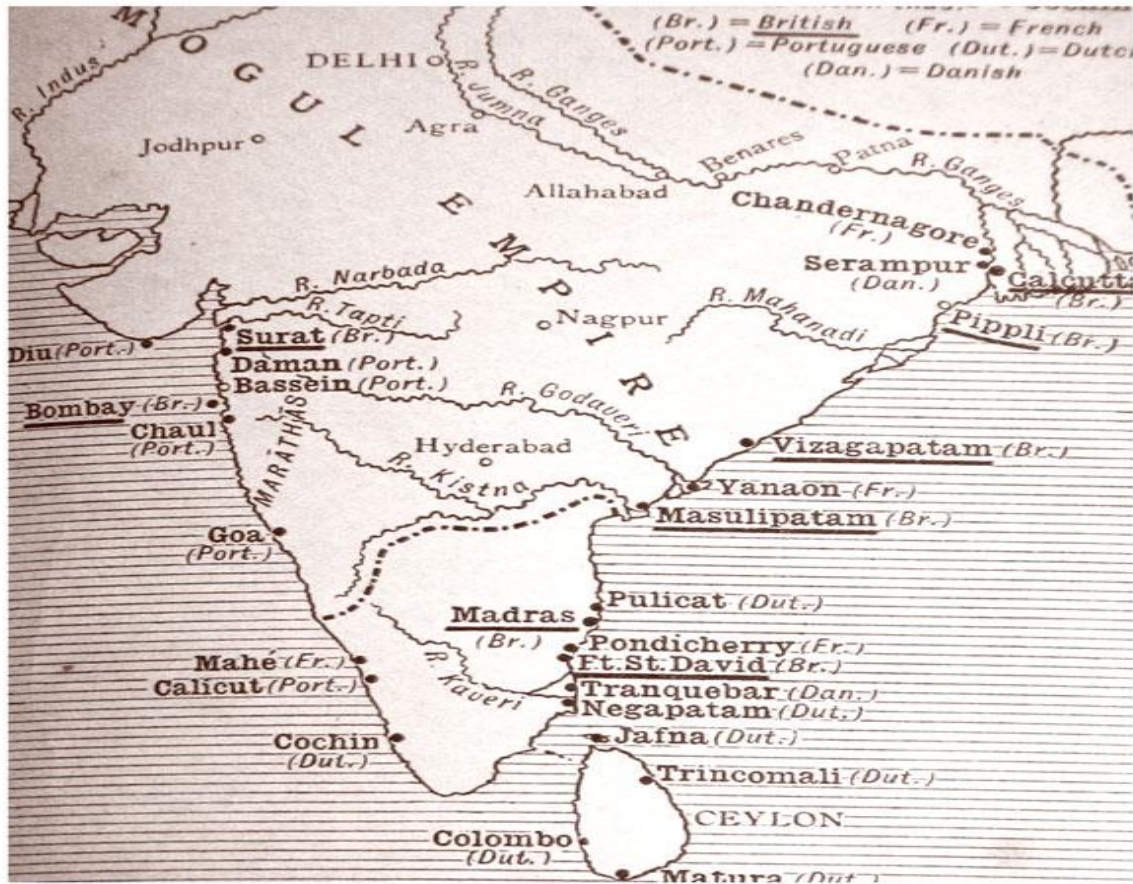 (Br.) = British (Fr.) = French
(Port.) = Portuguese (Dut.) = Dutch
(Dan.) = Danish
MOGUL EMPIRE
R. Indus
DELHI
R. Jumna
R. Ganges
Jodhpur
Agra
Allahabad
Benares
Patna
R. Ganges
Chandernagore
(Fr.)
Serampur
(Dan.)
Calcutta
(Br.)
Pippli (Br.)
R. Narbada
R. Tapti
Nagpur
R. Mahanadi
Diu (Port.)
Surat (Br.)
Daman (Port.)
Bassein (Port.)
Bombay (Br.)
Chaul
(Port.)
MARĀTHĀS
R. Godaveri
Hyderabad
R. Kistna
Vizagapatam (Br.)
Yanaon (Fr.)
Masulipatam (Br.)
Goa
(Port.)
Madras
(Br.)
Pulicat (Dut.)
Pondicherry (Fr.)
Ft. St. David (Br.)
Tranquebar (Dan.)
Negapatam (Dut.)
Mahé (Fr.)
Calicut (Port.)
R. Kaveri
Cochin
(Dut.)
Jafna (Dut.)
Trincomali (Dut.)
CEYLON
Colombo
(Dut.)
Matura (Dut.)